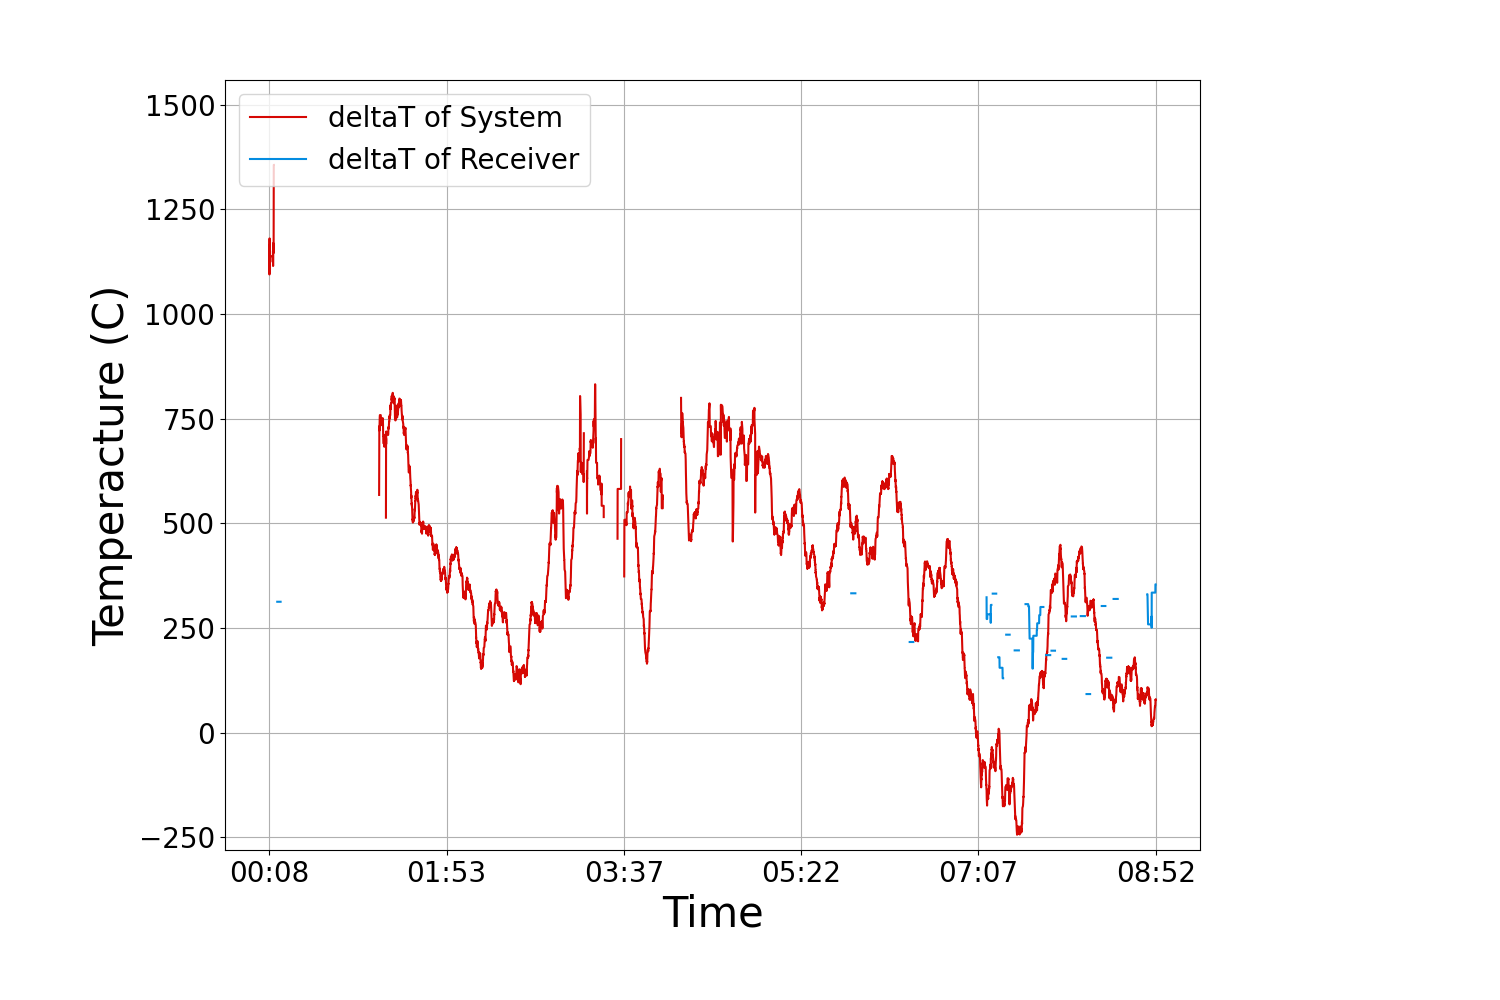 deltaT of System
deltaT of Receiver
1500
1250
1000
750
500
250
0
−250
Temperacture (C)
00:08 01:53 03:37 05:22 07:07 08:52
Time